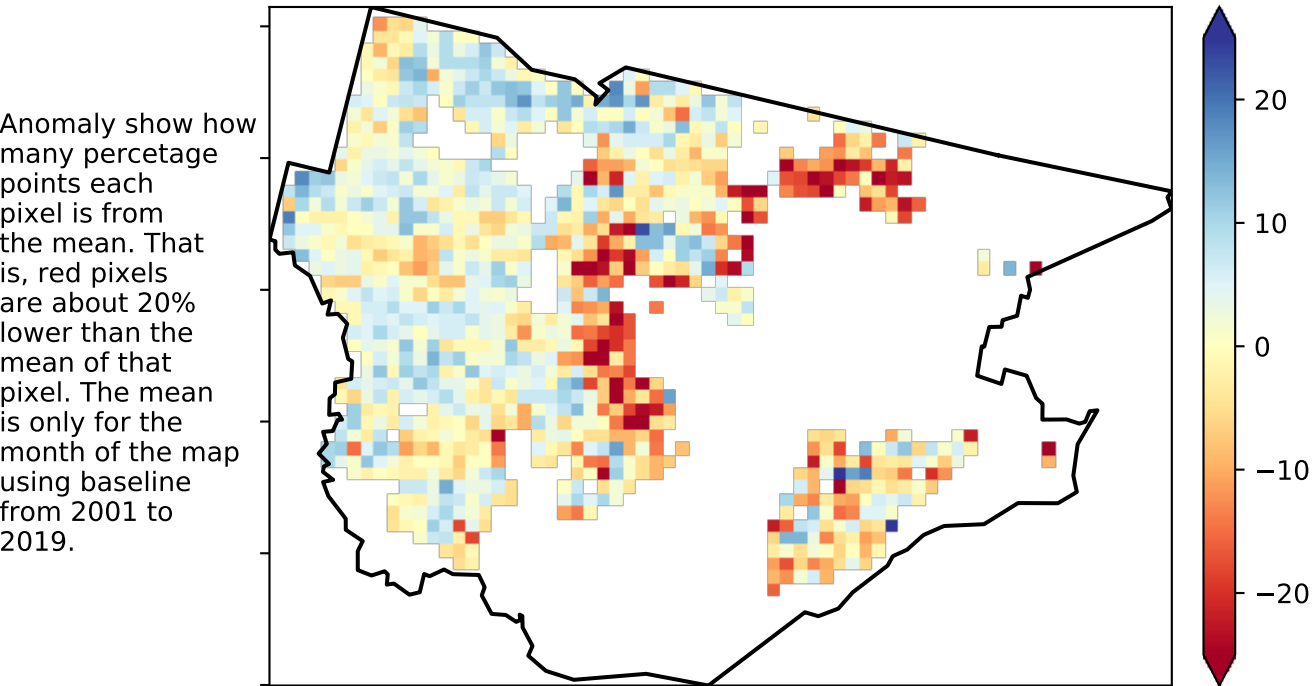 Anomaly show how
many percetage
points each
pixel is from
the mean. That
is, red pixels
are about 20%
lower than the
mean of that
pixel. The mean
is only for the
month of the map
using baseline
from 2001 to
2019.
20
10
0
−10
−20